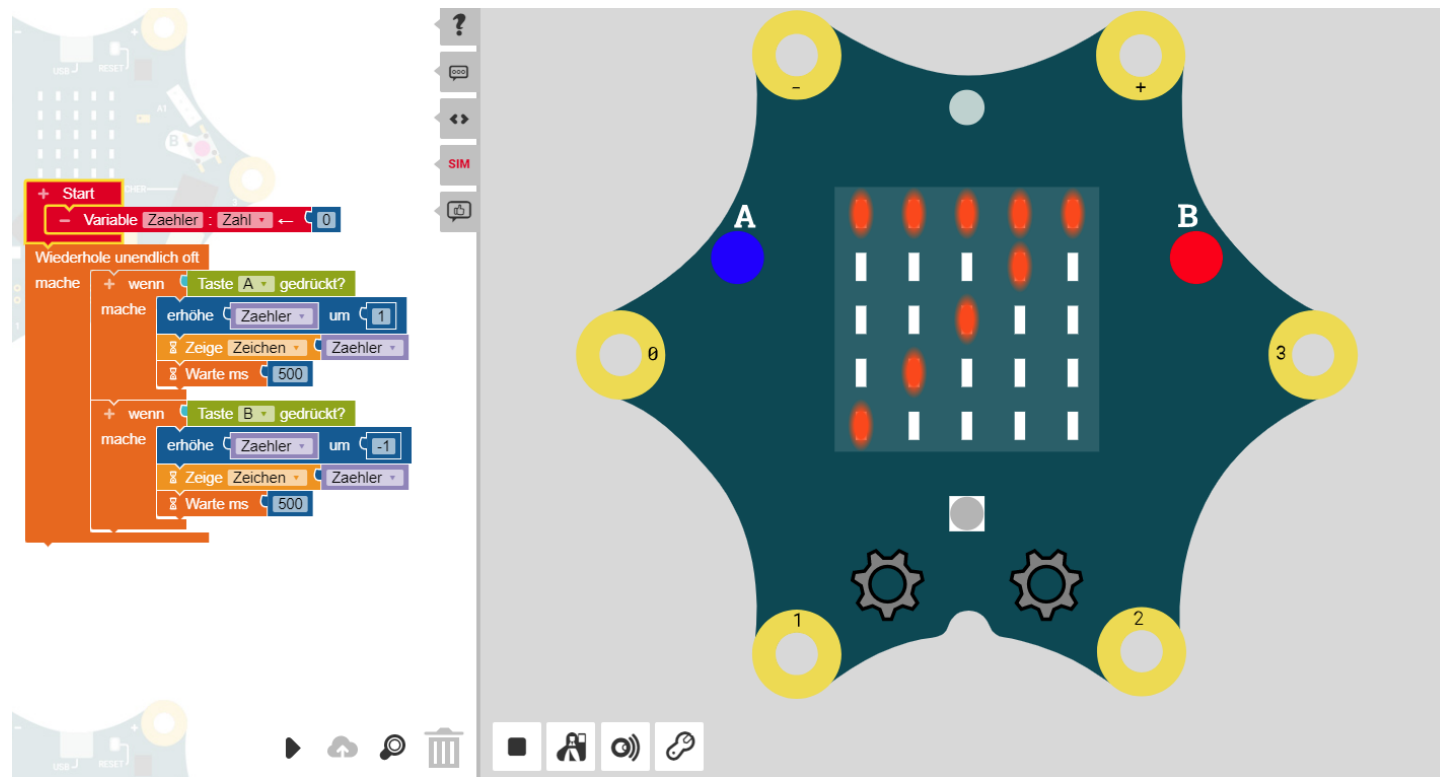 USB
RESET
A1
B
+ Start
− Variable Zaehler : Zahl ← 0
Wiederhole unendlich oft
mache + wenn Taste A gedrückt?
mache erhöhe Zaehler um 1
Zeige Zeichen Zaehler
Warte ms 500
+ wenn Taste B gedrückt?
mache erhöhe Zaehler um -1
Zeige Zeichen Zaehler
Warte ms 500
USB
RESET
?
SIM
- +
A B
0 3
1 2